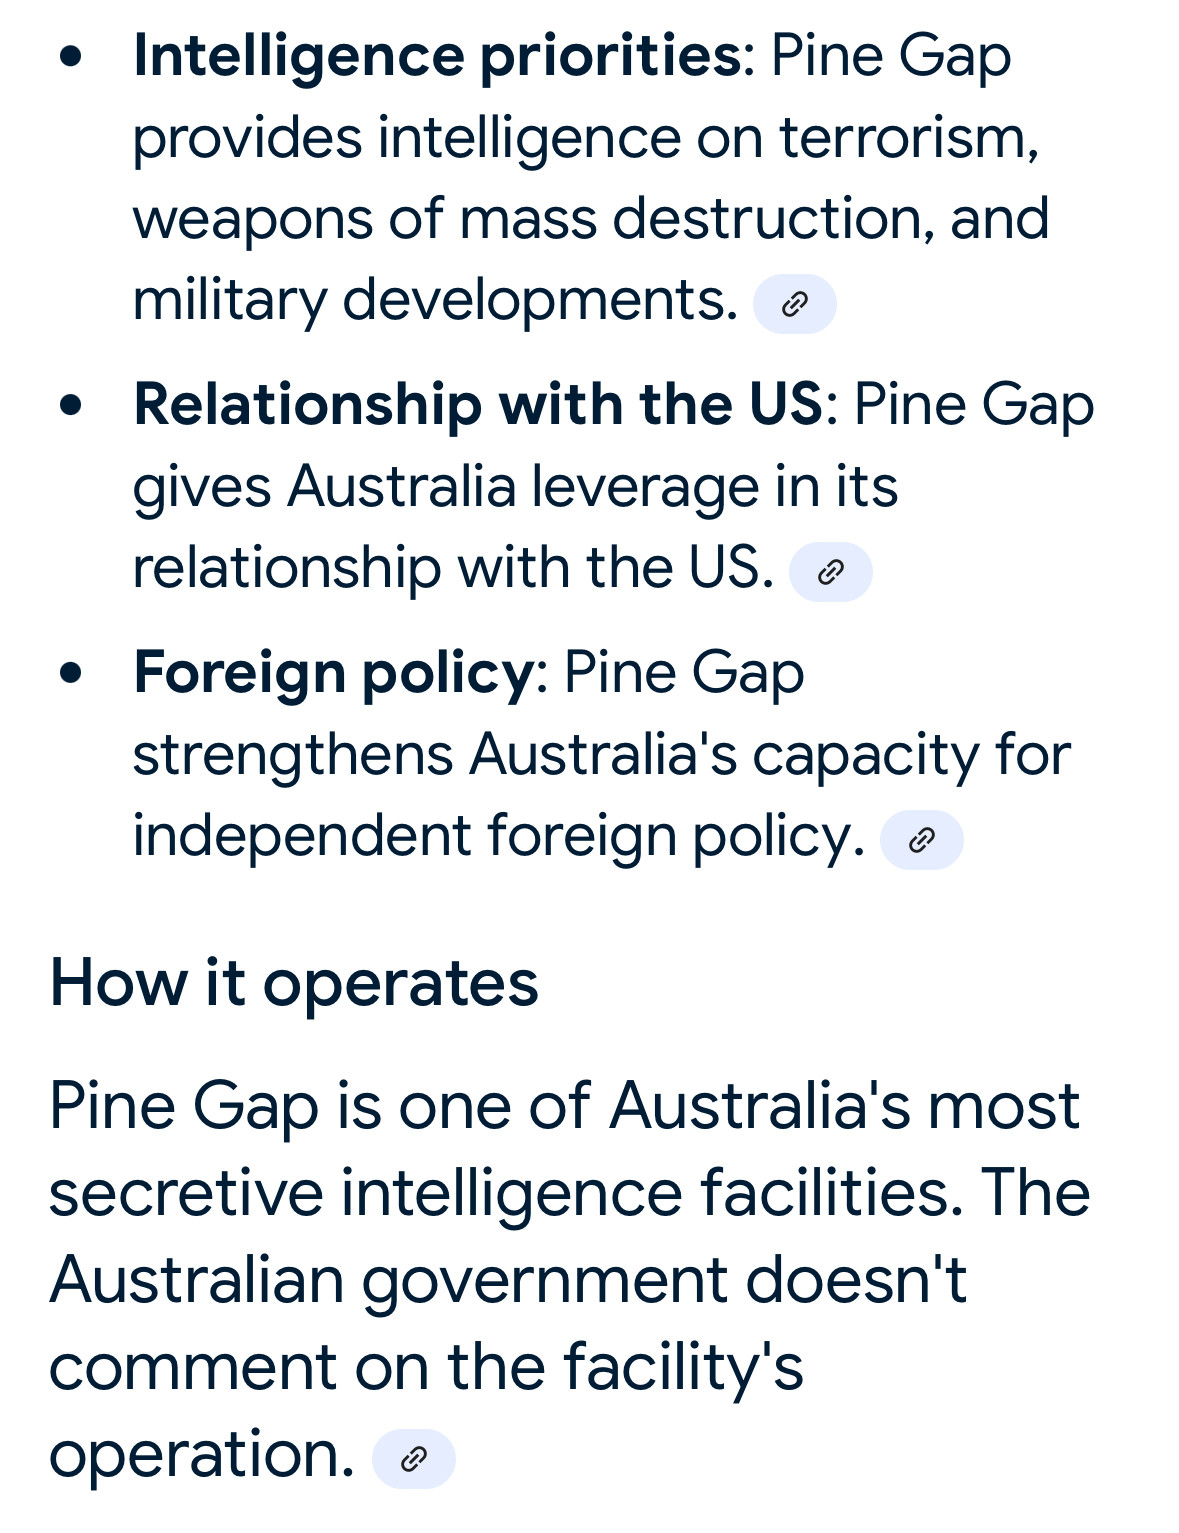 • Intelligence priorities: Pine Gap
provides intelligence on terrorism,
weapons of mass destruction, and
military developments.
• Relationship with the US: Pine Gap
gives Australia leverage in its
relationship with the US.
• Foreign policy: Pine Gap
strengthens Australia's capacity for
independent foreign policy.
How it operates
Pine Gap is one of Australia's most
secretive intelligence facilities. The
Australian government doesn't
comment on the facility's
operation.